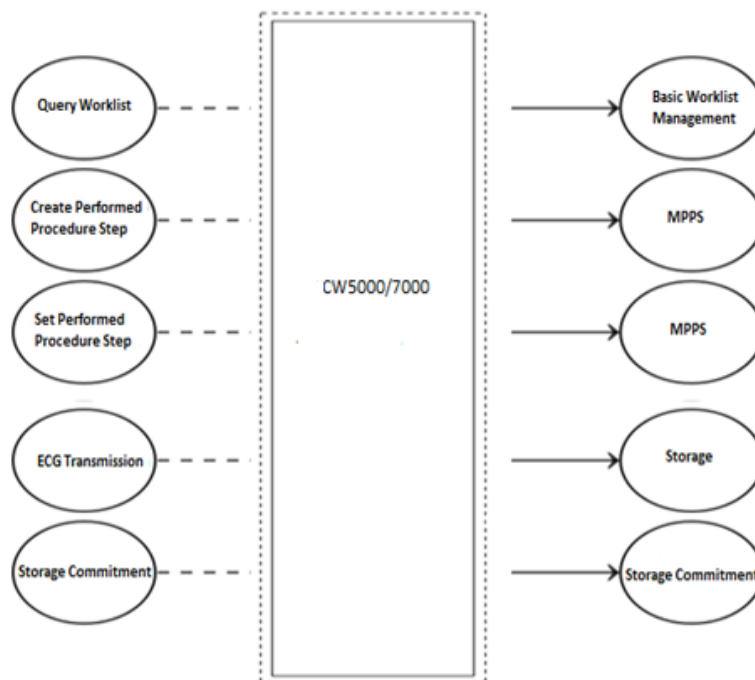 Query Worklist
Basic Worklist
Management
Create Performed
Procedure Step
MPPS
CW5000/7000
Set Performed
Procedure Step
MPPS
ECG Transmission
Storage
Storage Commitment
Storage Commitment